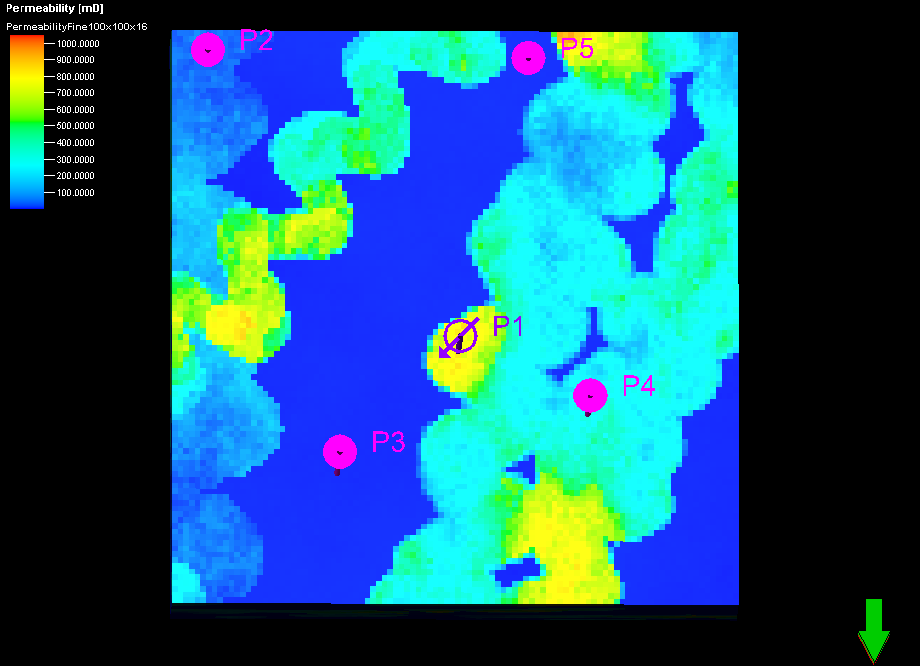 Permeability [mD]
PermeabilityFine100x100x16
1000.0000
900.0000
800.0000
700.0000
600.0000
500.0000
400.0000
300.0000
200.0000
100.0000
P2
P5
P1
P4
P3